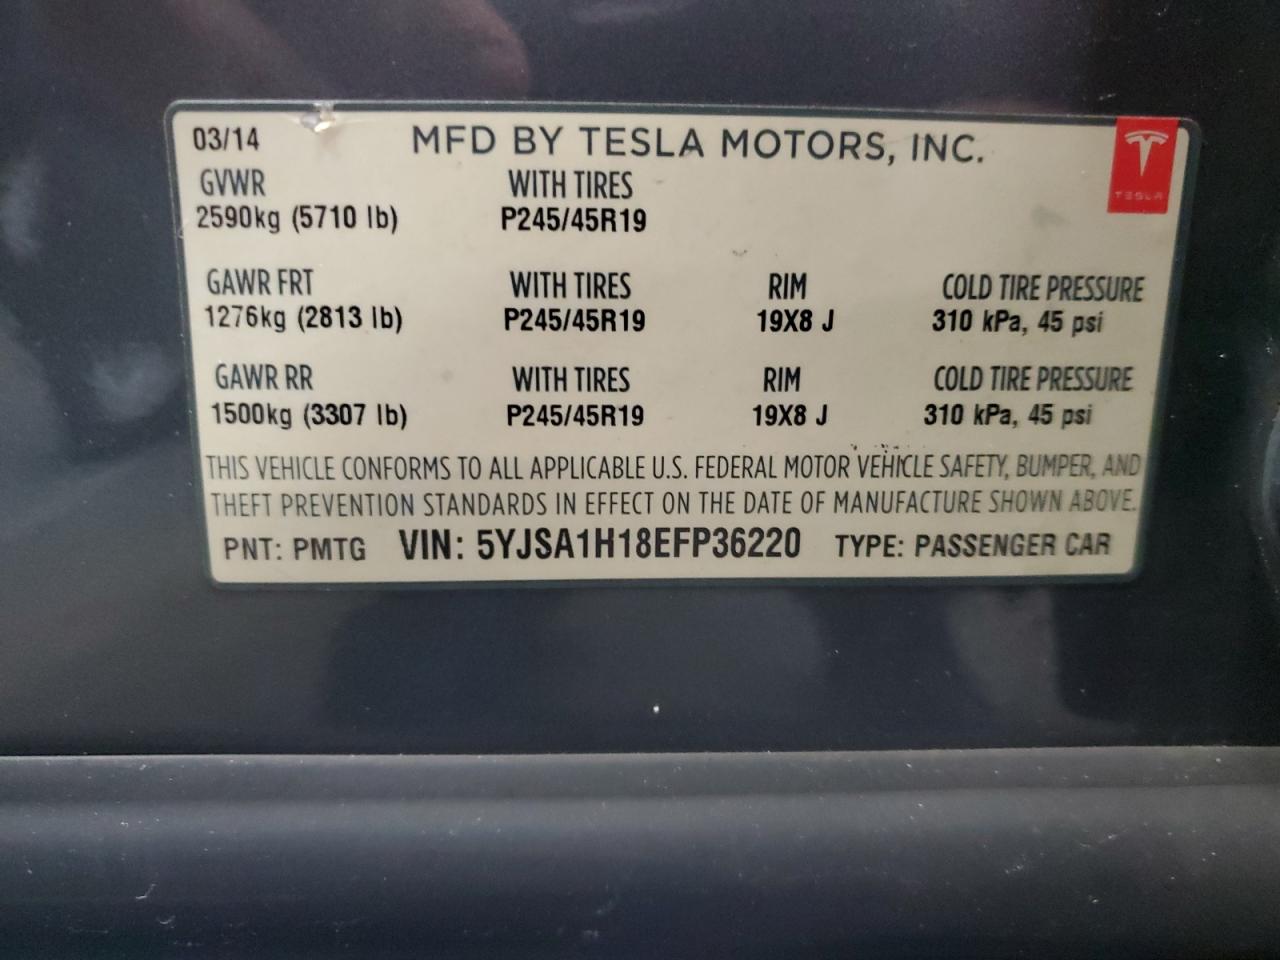 03/14 MFD BY TESLA MOTORS, INC.
TESLA
GVWR WITH TIRES
2590kg (5710 lb) P245/45R19
GAWR FRT WITH TIRES RIM COLD TIRE PRESSURE
1276kg (2813 lb) P245/45R19 19X8 J 310 kPa, 45 psi
GAWR RR WITH TIRES RIM COLD TIRE PRESSURE
1500kg (3307 lb) P245/45R19 19X8 J 310 kPa, 45 psi
THIS VEHICLE CONFORMS TO ALL APPLICABLE U.S. FEDERAL MOTOR VEHICLE SAFETY, BUMPER, AND
THEFT PREVENTION STANDARDS IN EFFECT ON THE DATE OF MANUFACTURE SHOWN ABOVE.
PNT: PMTG VIN: 5YJSA1H18EFP36220 TYPE: PASSENGER CAR